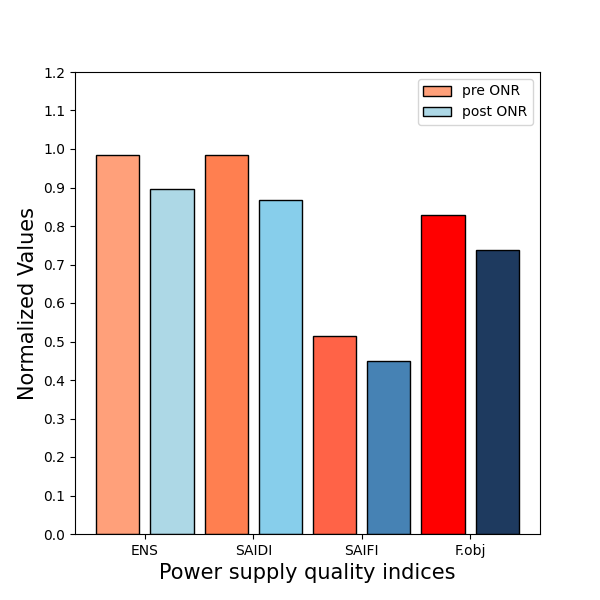 1.2
1.1
1.0
0.9
0.8
0.7
0.6
0.5
0.4
0.3
0.2
0.1
0.0
Normalized Values
pre ONR
post ONR
ENS SAIDI SAIFI F.obj
Power supply quality indices